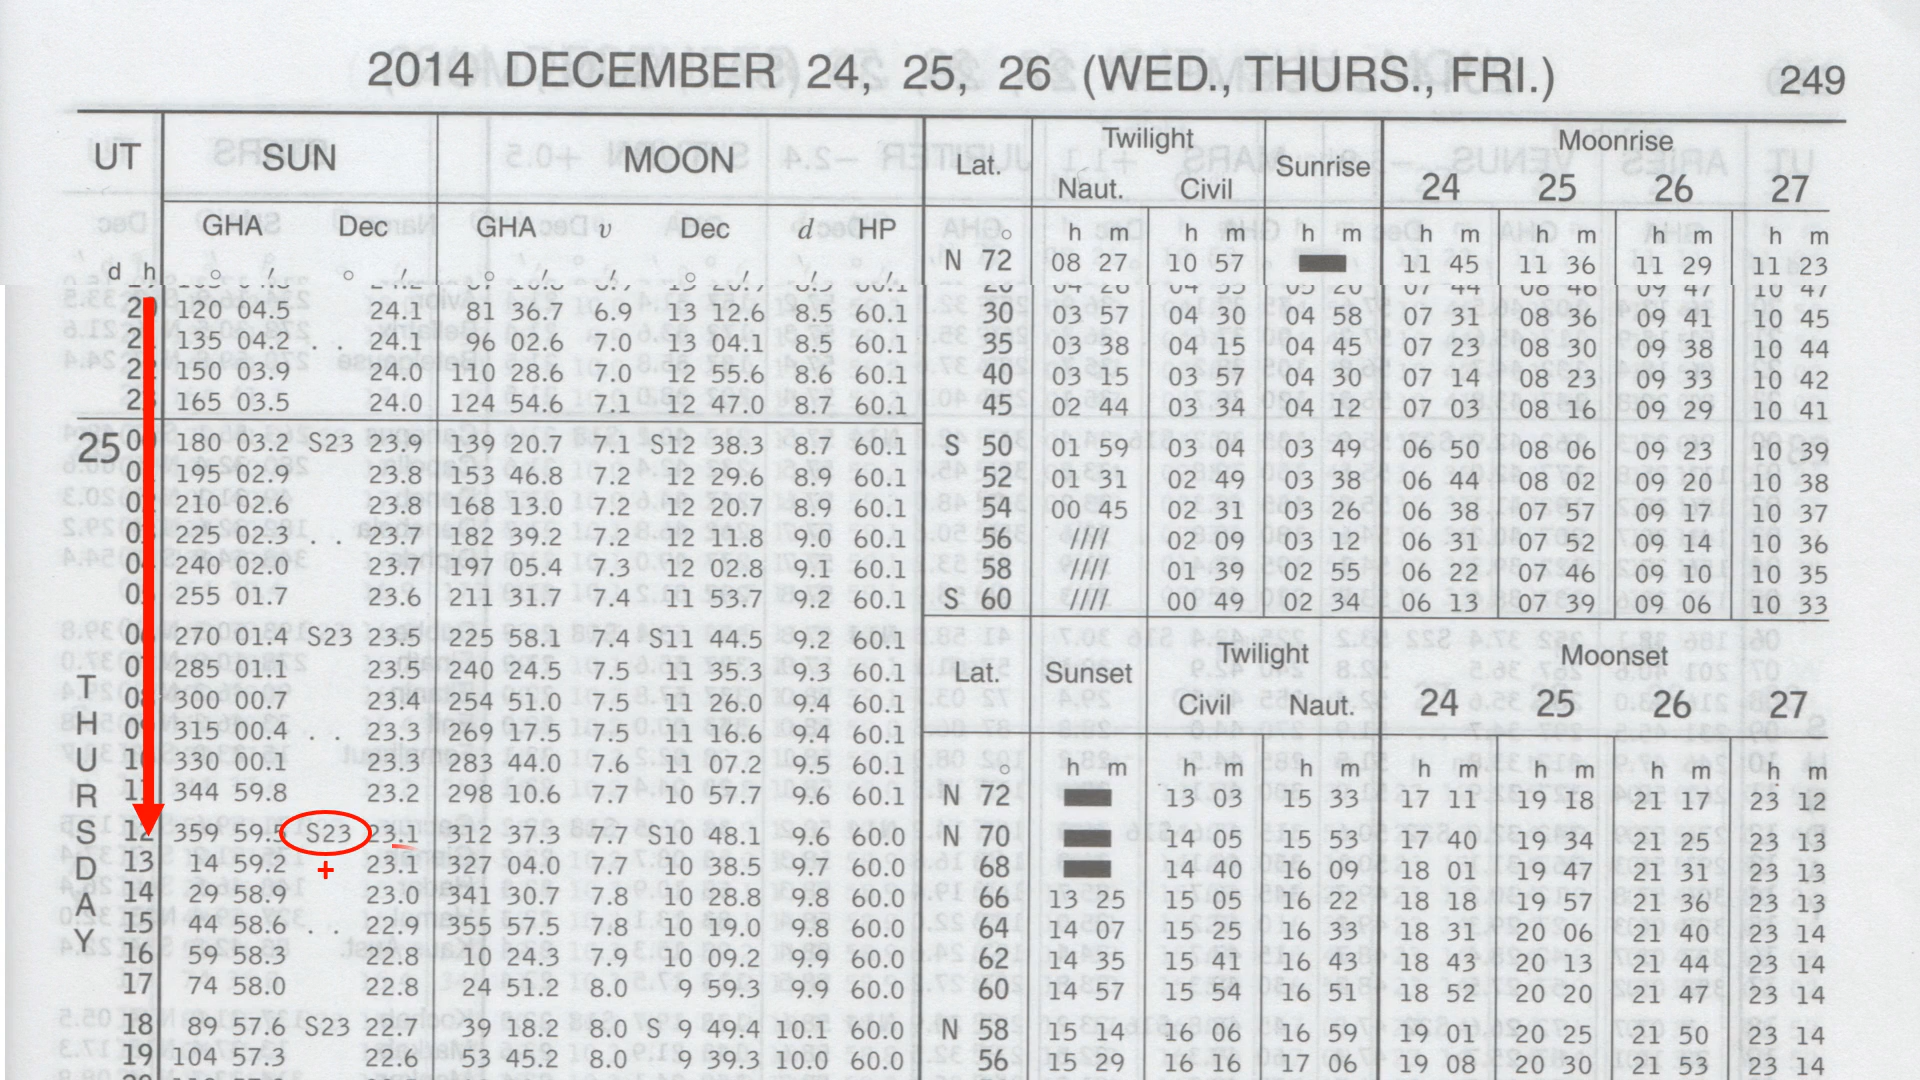 2014 DECEMBER 24, 25, 26 (WED., THURS., FRI.)
249
UT SUN MOON
GHA Dec GHA v Dec d HP
d h ° ′ ° ′ ° ′ ′ ° ′ ′ ′
120 04.5 24.1 81 36.7 6.9 13 12.6 8.5 60.1
135 04.2 . . 24.1 96 02.6 7.0 13 04.1 8.5 60.1
150 03.9 24.0 110 28.6 7.0 12 55.6 8.6 60.1
165 03.5 24.0 124 54.6 7.1 12 47.0 8.7 60.1
25 180 03.2 S23 23.9 139 20.7 7.1 S12 38.3 8.7 60.1
195 02.9 23.8 153 46.8 7.2 12 29.6 8.9 60.1
210 02.6 23.8 168 13.0 7.2 12 20.7 8.9 60.1
225 02.3 . . 23.7 182 39.2 7.2 12 11.8 9.0 60.1
240 02.0 23.7 197 05.4 7.3 12 02.8 9.1 60.1
255 01.7 23.6 211 31.7 7.4 11 53.7 9.2 60.1
270 01.4 S23 23.5 225 58.1 7.4 S11 44.5 9.2 60.1
285 01.1 23.5 240 24.5 7.5 11 35.3 9.3 60.1
300 00.7 23.4 254 51.0 7.5 11 26.0 9.4 60.1
315 00.4 . . 23.3 269 17.5 7.5 11 16.6 9.4 60.1
330 00.1 23.3 283 44.0 7.6 11 07.2 9.5 60.1
344 59.8 23.2 298 10.6 7.7 10 57.7 9.6 60.1
12 359 59.5 S23 23.1 312 37.3 7.7 S10 48.1 9.6 60.0
13 14 59.2 + 23.1 327 04.0 7.7 10 38.5 9.7 60.0
14 29 58.9 23.0 341 30.7 7.8 10 28.8 9.8 60.0
15 44 58.6 . . 22.9 355 57.5 7.8 10 19.0 9.8 60.0
16 59 58.3 22.8 10 24.3 7.9 10 09.2 9.9 60.0
17 74 58.0 22.8 24 51.2 8.0 9 59.3 9.9 60.0
18 89 57.6 S23 22.7 39 18.2 8.0 S 9 49.4 10.1 60.0
19 104 57.3 22.6 53 45.2 8.0 9 39.3 10.0 60.0
THURSDAY
Lat. Twilight Sunrise Moonrise
Naut. Civil 24 25 26 27
° h m h m h m h m h m h m h m
N 72 08 27 10 57 11 45 11 36 11 29 11 23
30 03 57 04 30 04 58 07 31 08 36 09 41 10 45
35 03 38 04 15 04 45 07 23 08 30 09 38 10 44
40 03 15 03 57 04 30 07 14 08 23 09 33 10 42
45 02 44 03 34 04 12 07 03 08 16 09 29 10 41
S 50 01 59 03 04 03 49 06 50 08 06 09 23 10 39
52 01 31 02 49 03 38 06 44 08 02 09 20 10 38
54 00 45 02 31 03 26 06 38 07 57 09 17 10 37
56 //// 02 09 03 12 06 31 07 52 09 14 10 36
58 //// 01 39 02 55 06 22 07 46 09 10 10 35
S 60 //// 00 49 02 34 06 13 07 39 09 06 10 33
Lat. Sunset Twilight Moonset
Civil Naut. 24 25 26 27
° h m h m h m h m h m h m h m
N 72 13 03 15 33 17 11 19 18 21 17 23 12
N 70 14 05 15 53 17 40 19 34 21 25 23 13
68 14 40 16 09 18 01 19 47 21 31 23 13
66 13 25 15 05 16 22 18 18 19 57 21 36 23 13
64 14 07 15 25 16 33 18 31 20 06 21 40 23 14
62 14 35 15 41 16 43 18 43 20 13 21 44 23 14
60 14 57 15 54 16 51 18 52 20 20 21 47 23 14
N 58 15 14 16 06 16 59 19 01 20 25 21 50 23 14
56 15 29 16 16 17 06 19 08 20 30 21 53 23 14